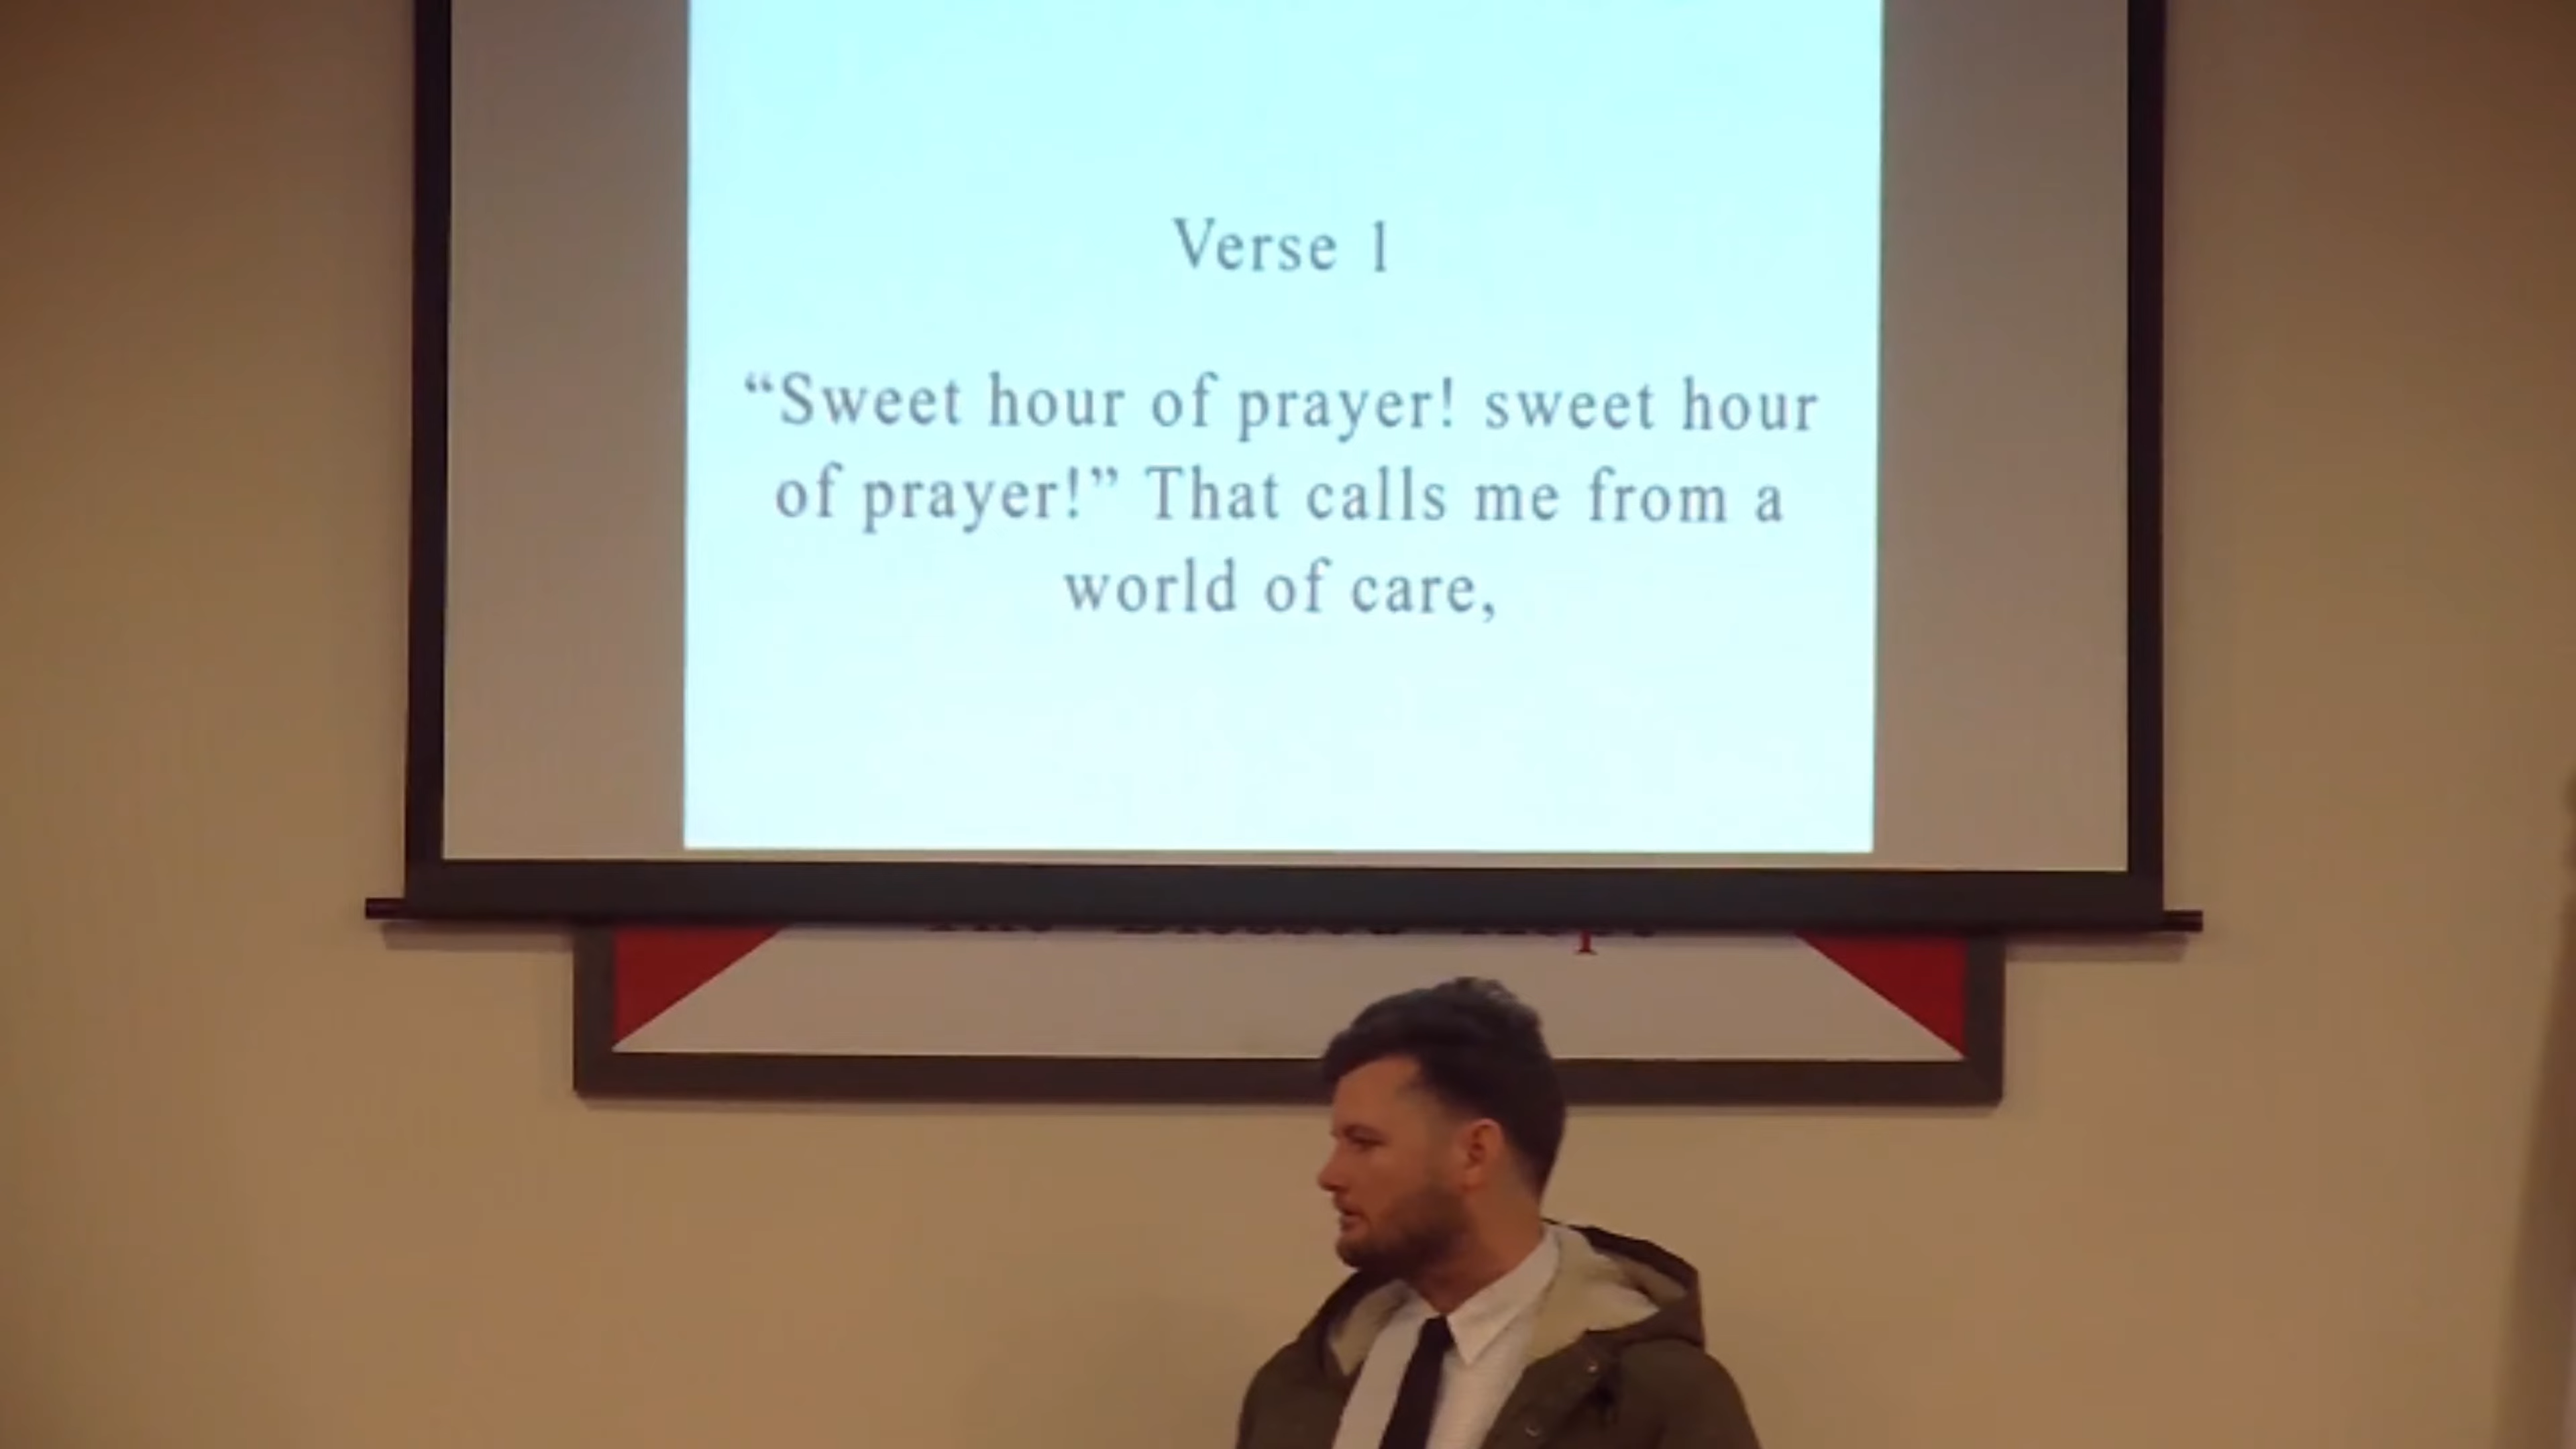 Verse 1
“Sweet hour of prayer! sweet hour
of prayer!” That calls me from a
world of care,